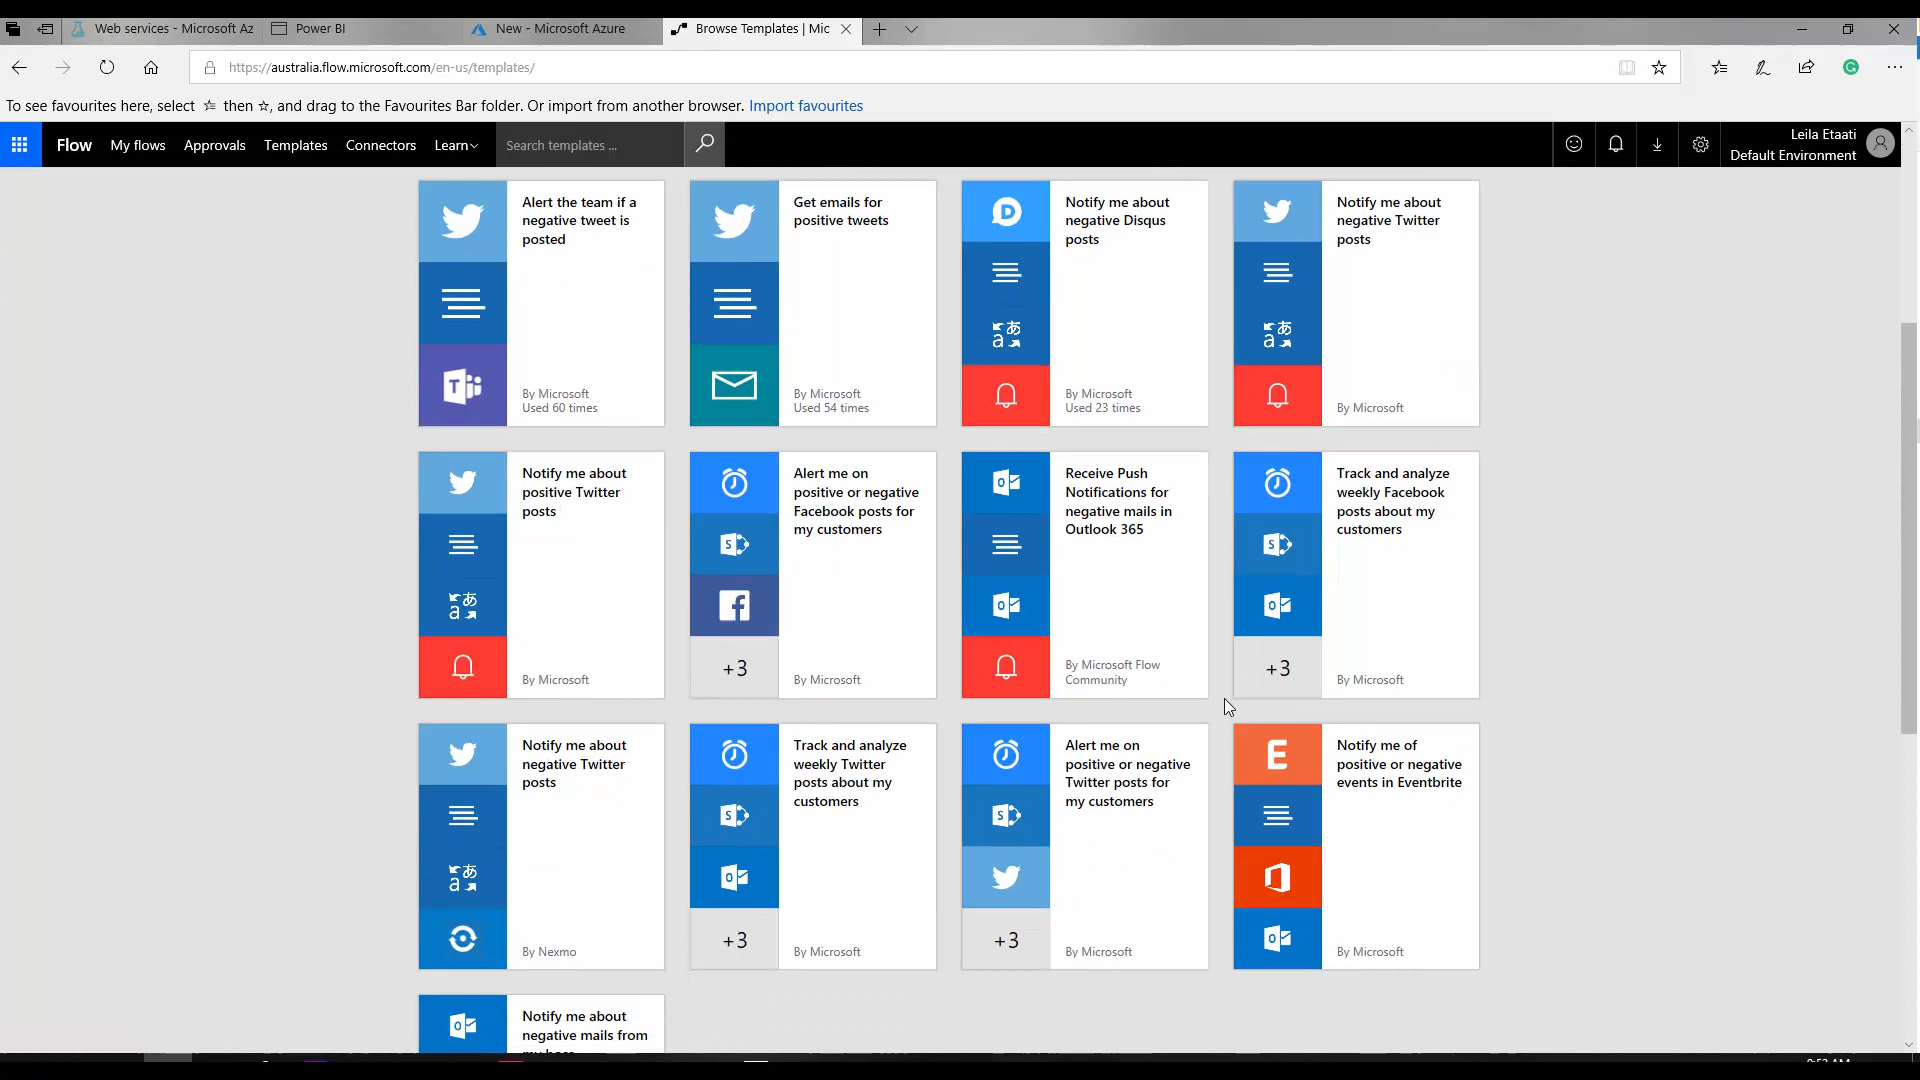 Web services - Microsoft Az
Power BI
New - Microsoft Azure
Browse Templates | Mic
https://australia.flow.microsoft.com/en-us/templates/
To see favourites here, select ☆ then ☆, and drag to the Favourites Bar folder. Or import from another browser. Import favourites
Flow
My flows
Approvals
Templates
Connectors
Learn
Search templates ...
Leila Etaati
Default Environment
Alert the team if a
negative tweet is
posted
By Microsoft
Used 60 times
Get emails for
positive tweets
By Microsoft
Used 54 times
Notify me about
negative Disqus
posts
By Microsoft
Used 23 times
Notify me about
negative Twitter
posts
By Microsoft
Notify me about
positive Twitter
posts
By Microsoft
Alert me on
positive or negative
Facebook posts for
my customers
+3
By Microsoft
Receive Push
Notifications for
negative mails in
Outlook 365
By Microsoft Flow
Community
Track and analyze
weekly Facebook
posts about my
customers
+3
By Microsoft
Notify me about
negative Twitter
posts
By Nexmo
Track and analyze
weekly Twitter
posts about my
customers
+3
By Microsoft
Alert me on
positive or negative
Twitter posts for
my customers
+3
By Microsoft
Notify me of
positive or negative
events in Eventbrite
By Microsoft
Notify me about
negative mails from